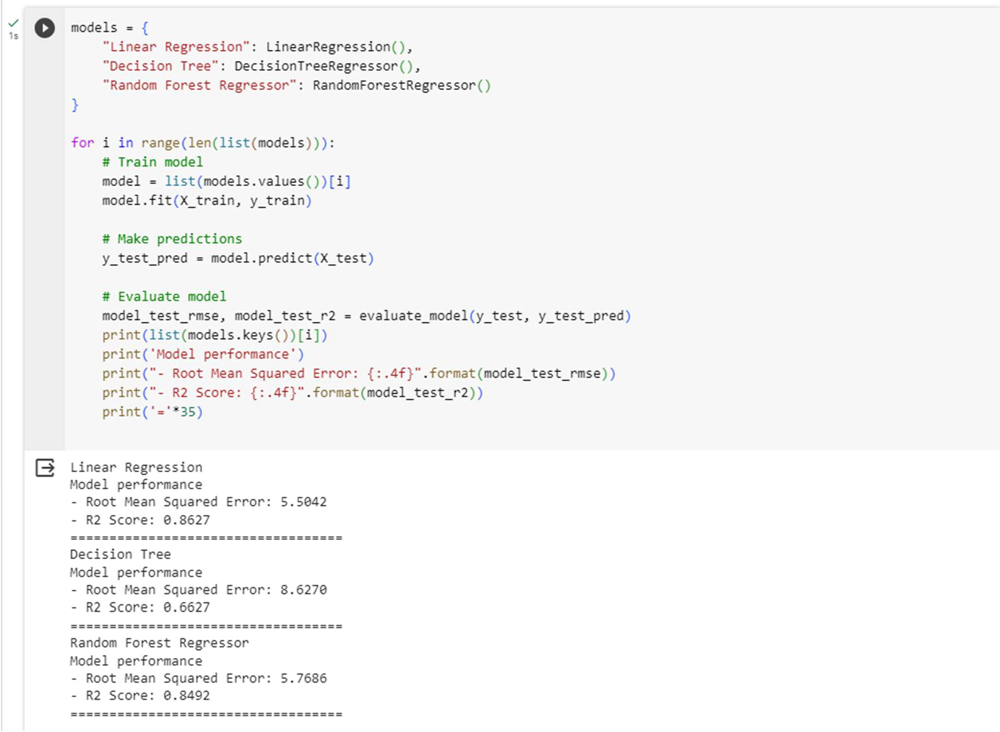 1s
models = {
    "Linear Regression": LinearRegression(),
    "Decision Tree": DecisionTreeRegressor(),
    "Random Forest Regressor": RandomForestRegressor()
}
for i in range(len(list(models))):
    # Train model
    model = list(models.values())[i]
    model.fit(X_train, y_train)
    # Make predictions
    y_test_pred = model.predict(X_test)
    # Evaluate model
    model_test_rmse, model_test_r2 = evaluate_model(y_test, y_test_pred)
    print(list(models.keys())[i])
    print('Model performance')
    print("- Root Mean Squared Error: {:.4f}".format(model_test_rmse))
    print("- R2 Score: {:.4f}".format(model_test_r2))
    print('='*35)
Linear Regression
Model performance
- Root Mean Squared Error: 5.5042
- R2 Score: 0.8627
===================================
Decision Tree
Model performance
- Root Mean Squared Error: 8.6270
- R2 Score: 0.6627
===================================
Random Forest Regressor
Model performance
- Root Mean Squared Error: 5.7686
- R2 Score: 0.8492
===================================